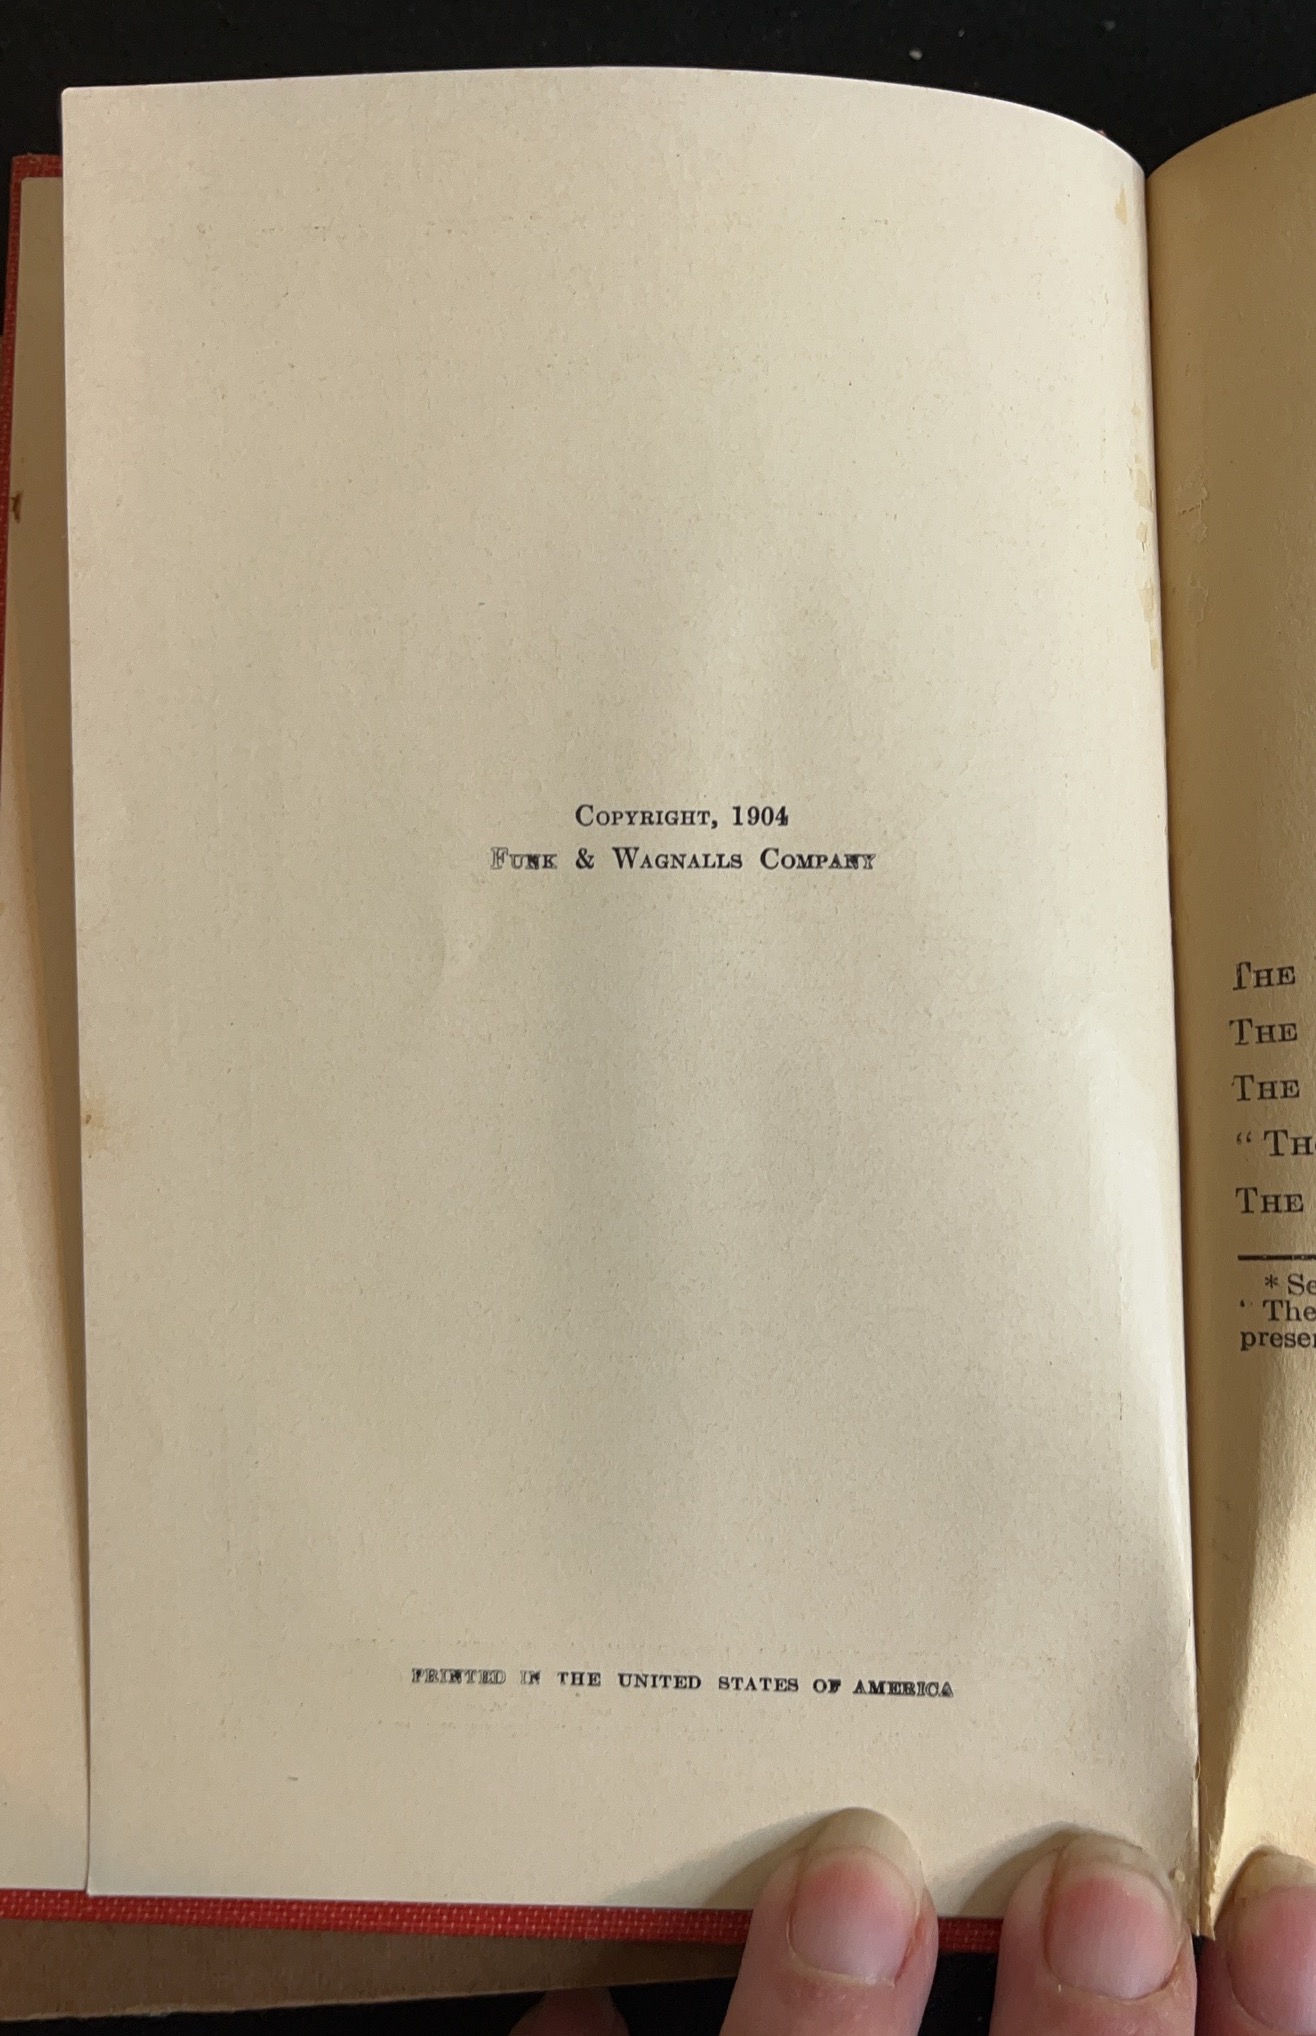 Copyright, 1904
Funk & Wagnalls Company
PRINTED IN THE UNITED STATES OF AMERICA
The
The
The
“ Th
The
* Se
‘ The
prese